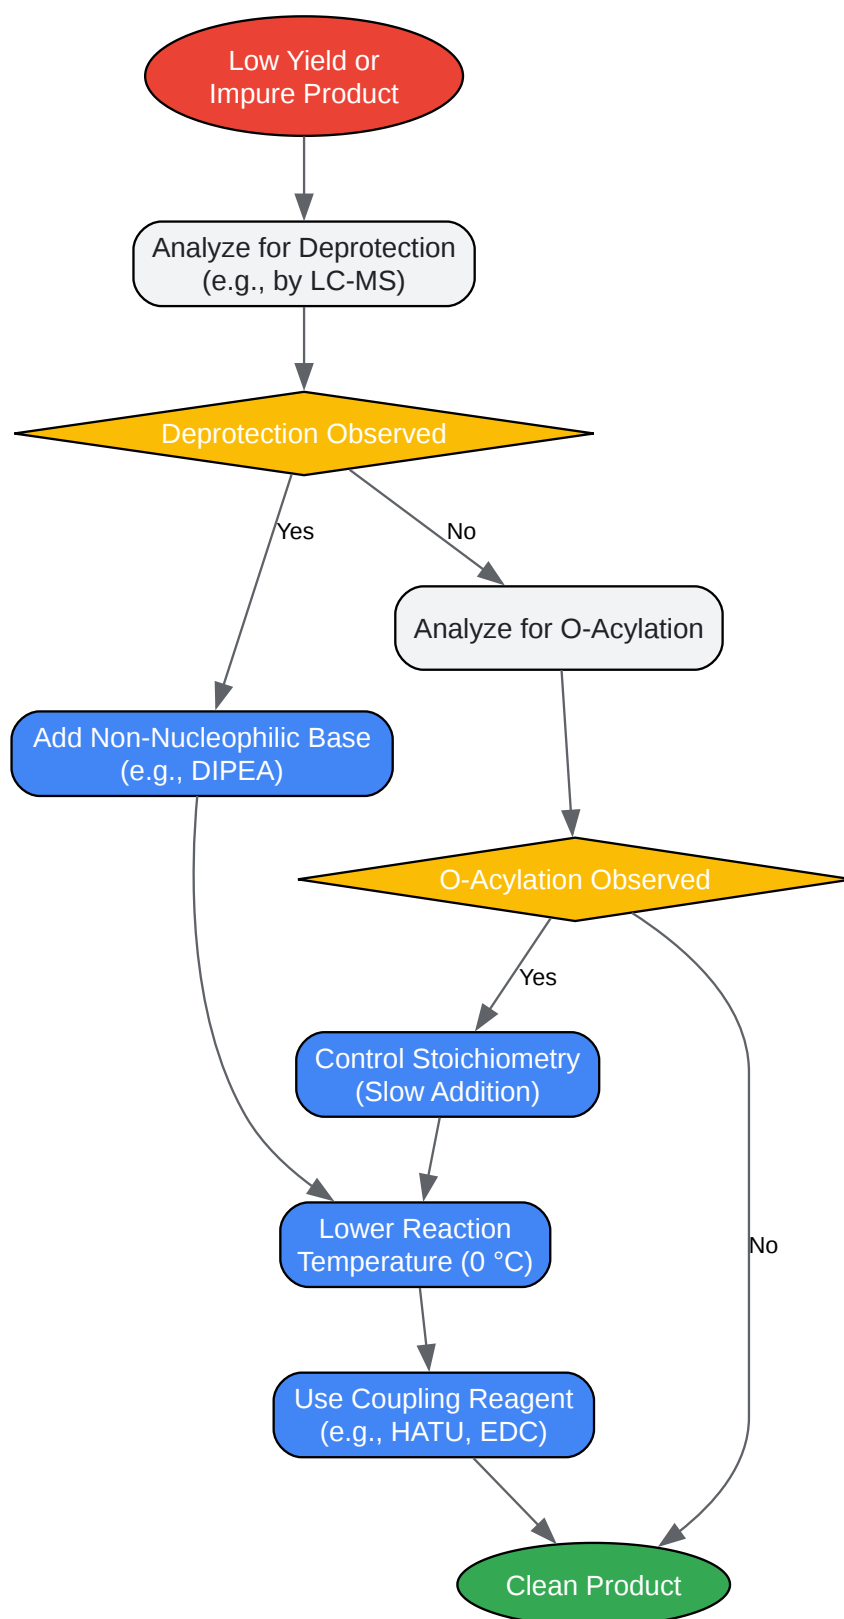 Low Yield or
Impure Product
Analyze for Deprotection
(e.g., by LC-MS)
Deprotection Observed
Yes
No
Analyze for O-Acylation
Add Non-Nucleophilic Base
(e.g., DIPEA)
O-Acylation Observed
Yes
Control Stoichiometry
(Slow Addition)
Lower Reaction
Temperature (0 °C)
No
Use Coupling Reagent
(e.g., HATU, EDC)
Clean Product